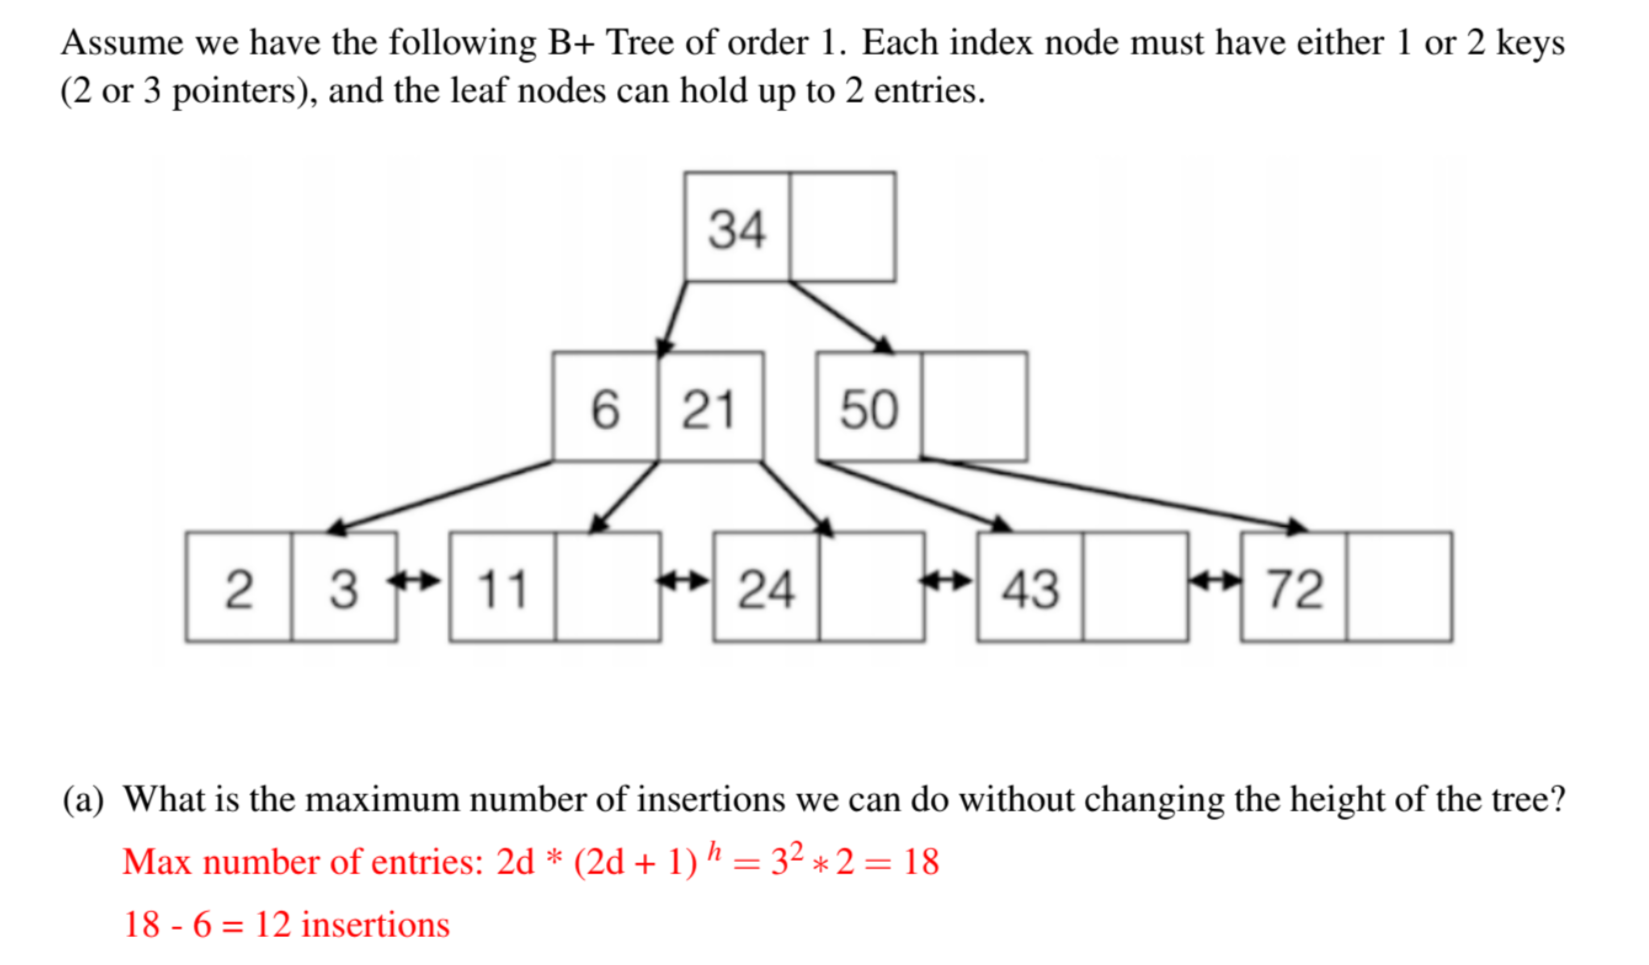 Assume we have the following B+ Tree of order 1. Each index node must have either 1 or 2 keys
(2 or 3 pointers), and the leaf nodes can hold up to 2 entries.
34
6 21 50
2 3 11 24 43 72
(a) What is the maximum number of insertions we can do without changing the height of the tree?
Max number of entries: 2d * (2d + 1) ^h = 3² * 2 = 18
18 - 6 = 12 insertions